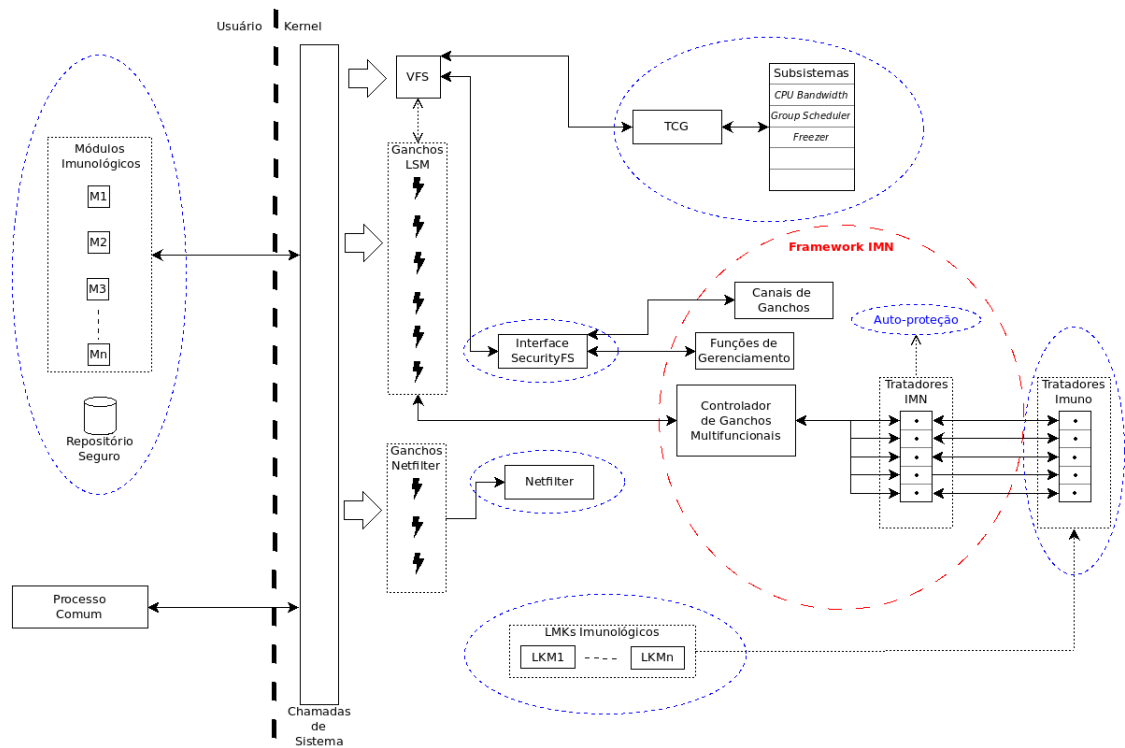 Usuário
Kernel
VFS
Subsistemas
CPU Bandwidth
Group Scheduler
Freezer
TCG
Módulos
Imunológicos
M1
M2
M3
Mn
Repositório
Seguro
Ganchos
LSM
Framework IMN
Canais de
Ganchos
Auto-proteção
Interface
SecurityFS
Funções de
Gerenciamento
Controlador
de Ganchos
Multifuncionais
Tratadores
IMN
Tratadores
Imuno
Ganchos
Netfilter
Netfilter
Processo
Comum
LMKs Imunológicos
LKM1
LKMn
Chamadas
de
Sistema